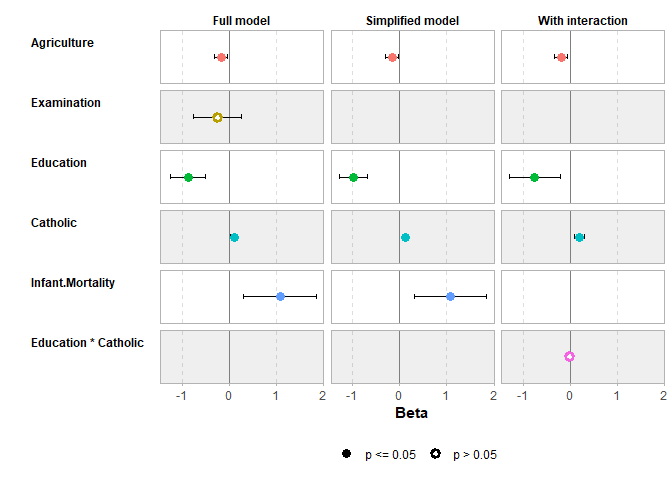 Full model Simplified model With interaction
Agriculture
Examination
Education
Catholic
Infant.Mortality
Education * Catholic
-1 0 1 2 -1 0 1 2 -1 0 1 2
Beta
p <= 0.05 p > 0.05